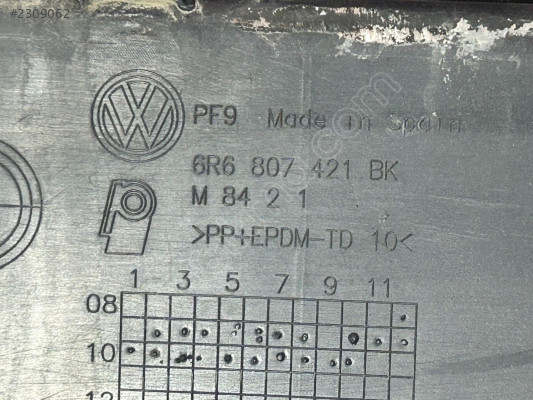 #2309062
PF9 Made in Spain
6R6 807 421 BK
M 84 2 1
>PP+EPDM-TD 10<
1 3 5 7 9 11
08
10
12